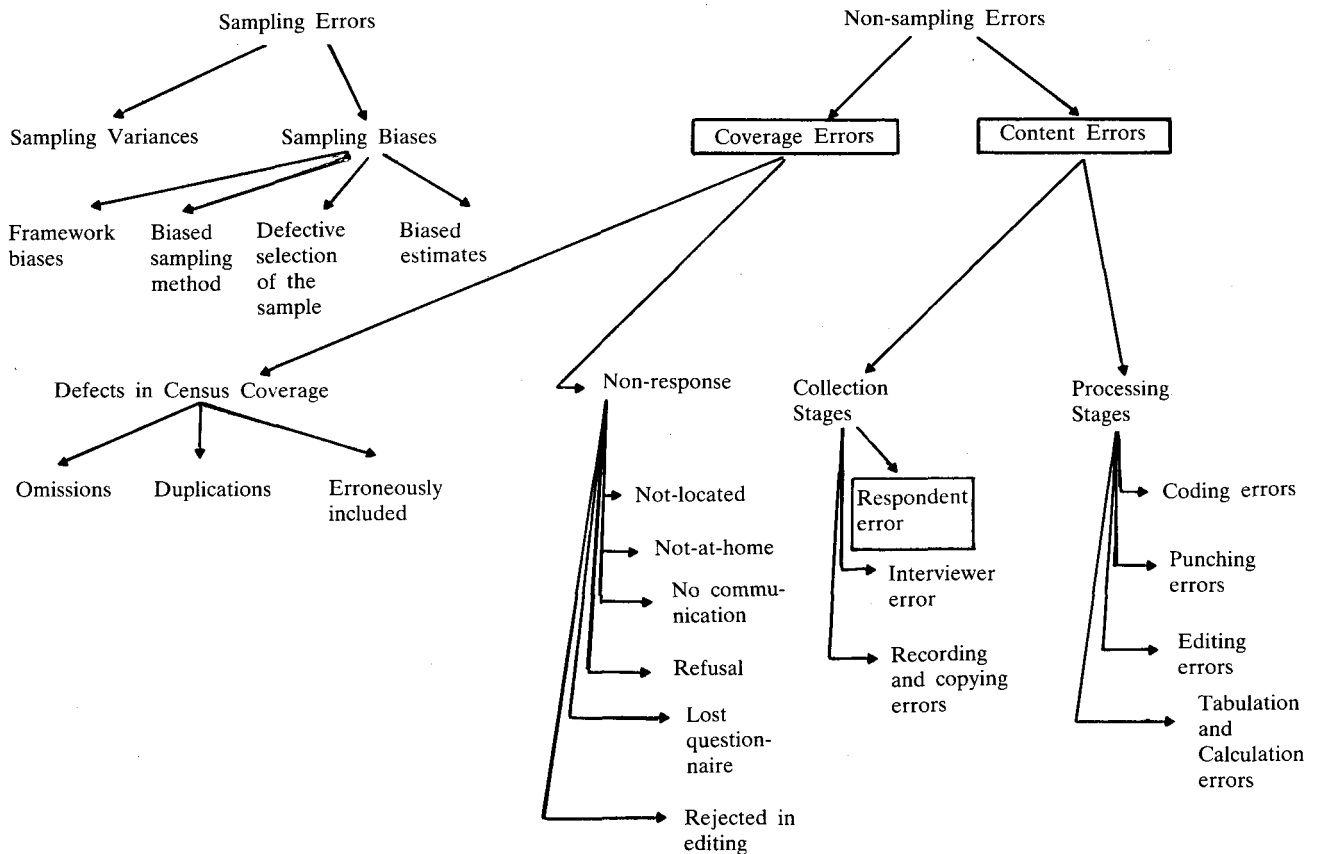 Sampling Errors
Non-sampling Errors
Sampling Variances
Sampling Biases
Coverage Errors
Content Errors
Framework
biases
Biased
sampling
method
Defective
selection
of the
sample
Biased
estimates
Defects in Census Coverage
Non-response
Collection
Stages
Processing
Stages
Omissions
Duplications
Erroneously
included
Not-located
Not-at-home
No commu-
nication
Refusal
Lost
question-
naire
Rejected in
editing
Respondent
error
Interviewer
error
Recording
and copying
errors
Coding errors
Punching
errors
Editing
errors
Tabulation
and
Calculation
errors